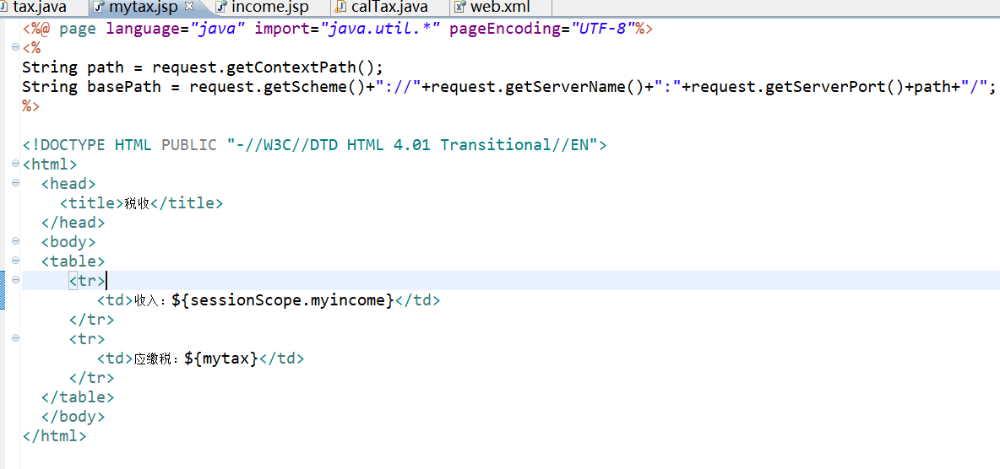 tax.java mytax.jsp income.jsp calTax.java web.xml
<%@ page language="java" import="java.util.*" pageEncoding="UTF-8"%>
<%
String path = request.getContextPath();
String basePath = request.getScheme()+"://"+request.getServerName()+":"+request.getServerPort()+path+"/";
%>
<!DOCTYPE HTML PUBLIC "-//W3C//DTD HTML 4.01 Transitional//EN">
<html>
<head>
<title>税收</title>
</head>
<body>
<table>
<tr>
<td>收入：${sessionScope.myincome}</td>
</tr>
<tr>
<td>应缴税：${mytax}</td>
</tr>
</table>
</body>
</html>